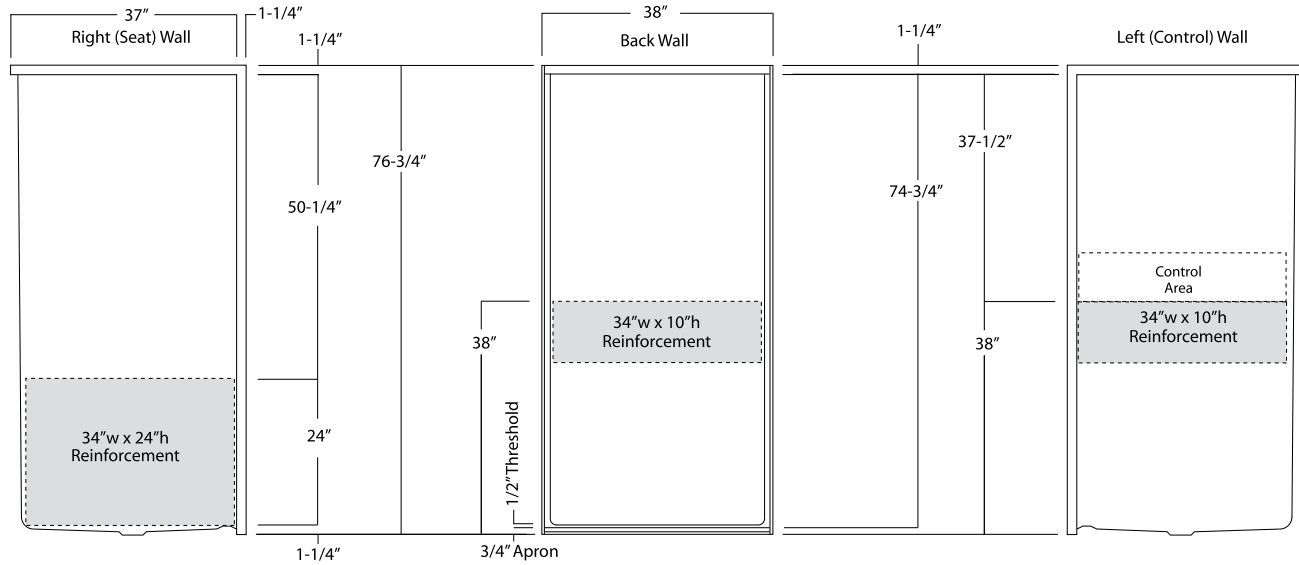 37”
1-1/4”
Right (Seat) Wall
1-1/4”
38”
Back Wall
1-1/4”
Left (Control) Wall
76-3/4”
50-1/4”
37-1/2”
74-3/4”
Control
Area
34”w x 10”h
Reinforcement
34”w x 10”h
Reinforcement
38”
38”
34”w x 24”h
Reinforcement
24”
1/2”Threshold
1-1/4”
3/4” Apron